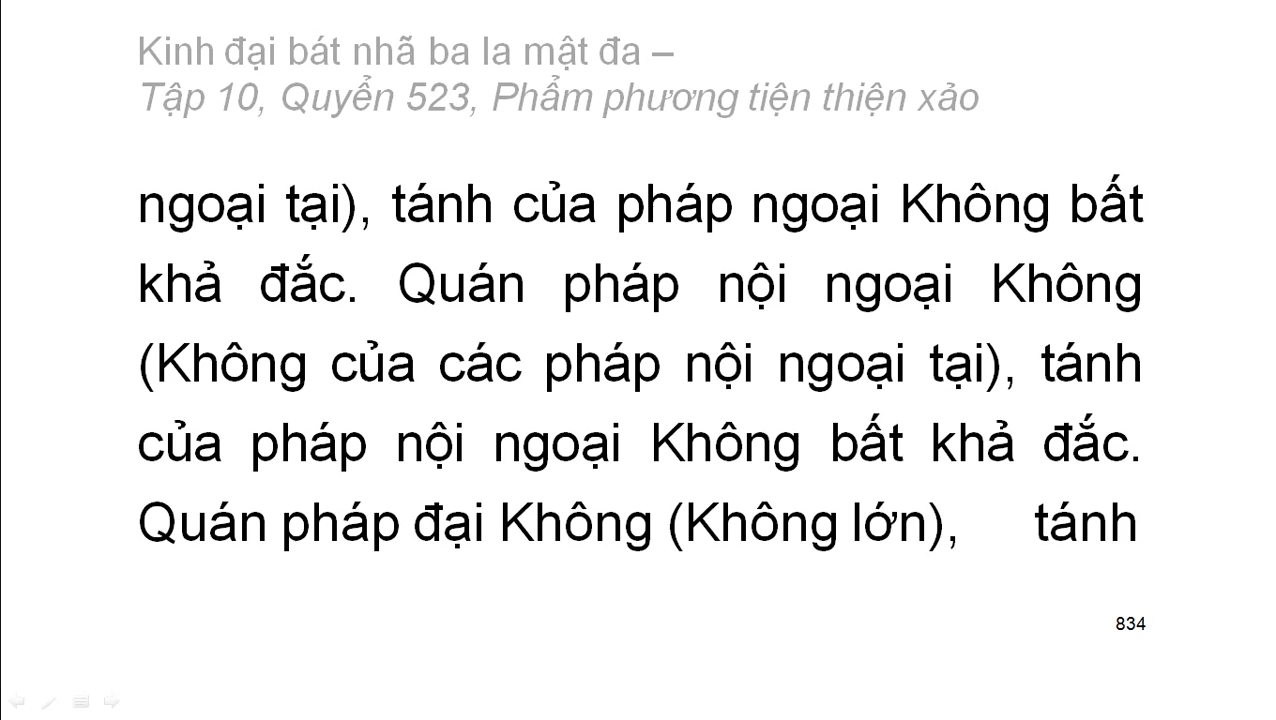 Kinh đại bát nhã ba la mật đa –
Tập 10, Quyển 523, Phẩm phương tiện thiện xảo
ngoại tại), tánh của pháp ngoại Không bất
khả đắc. Quán pháp nội ngoại Không
(Không của các pháp nội ngoại tại), tánh
của pháp nội ngoại Không bất khả đắc.
Quán pháp đại Không (Không lớn), tánh
834